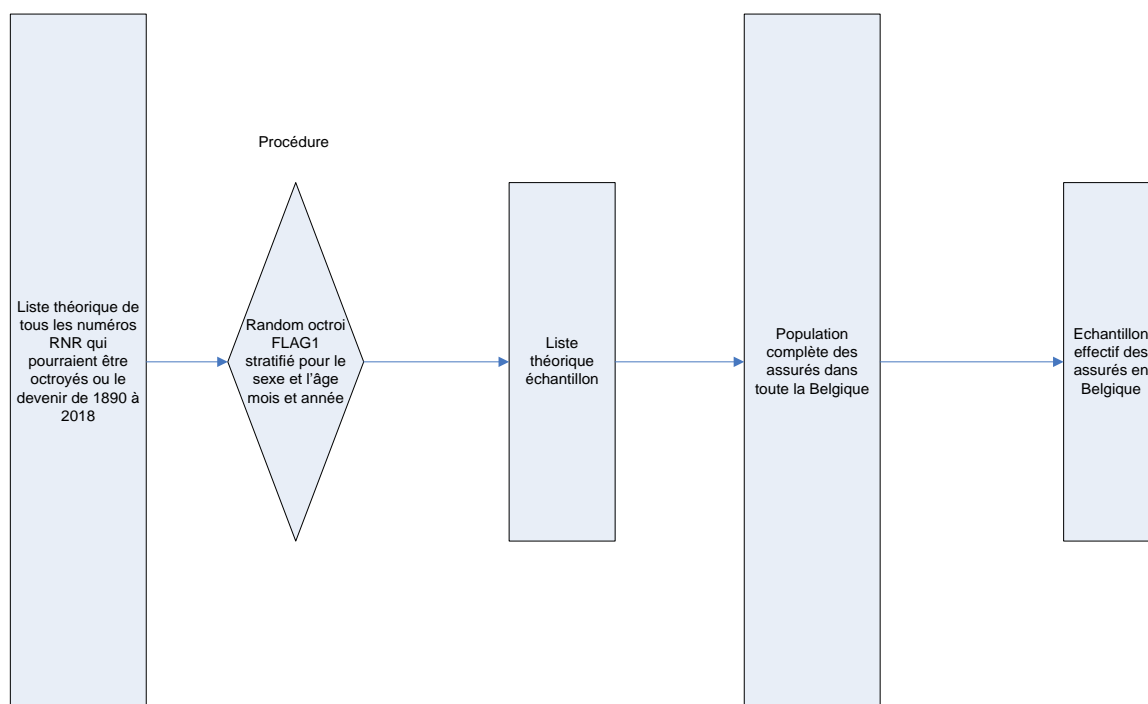 Procédure
Liste théorique de
tous les numéros
RNR qui
pourraient être
octroyés ou le
devenir de 1890 à
2018
Random octroi
FLAG1
stratifié pour le
sexe et l'âge
mois et année
Liste
théorique
échantillon
Population
complète des
assurés dans
toute la Belgique
Echantillon
effectif des
assurés en
Belgique